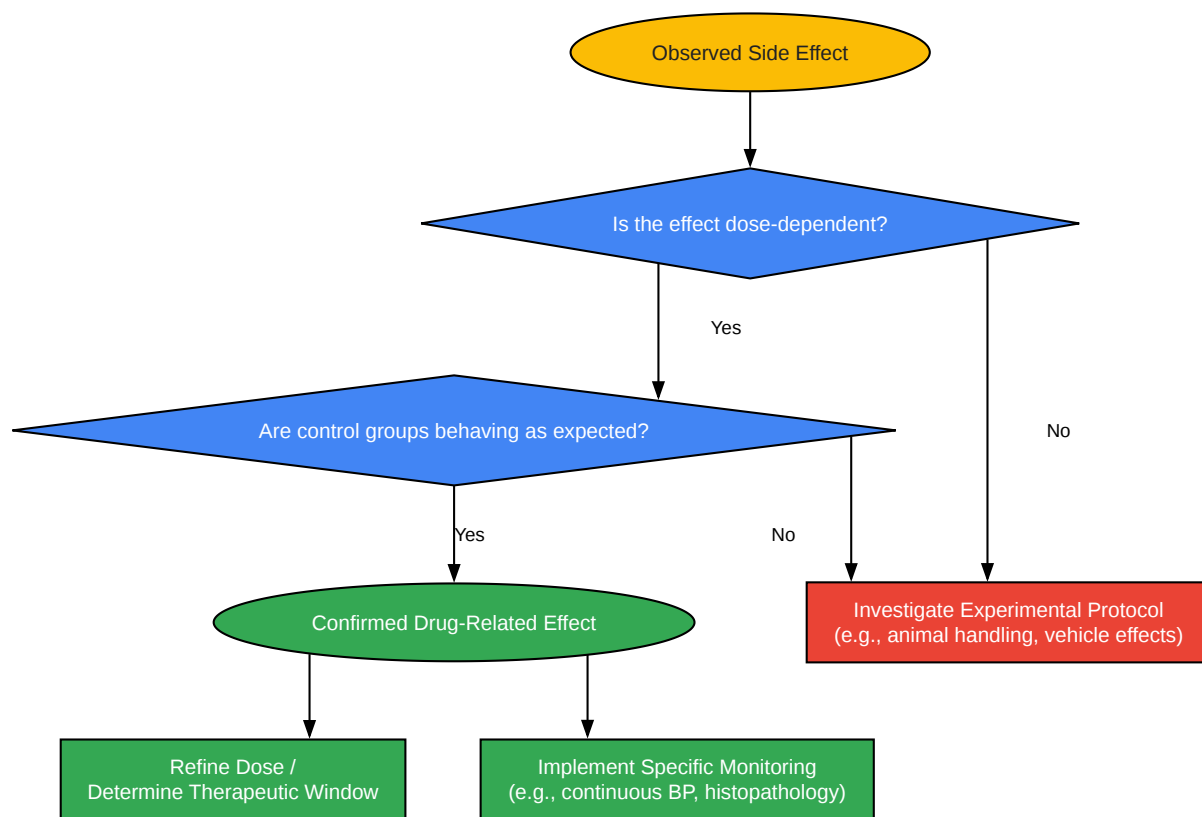 Observed Side Effect
Is the effect dose-dependent?
Yes
Are control groups behaving as expected?
No
Yes
No
Confirmed Drug-Related Effect
Investigate Experimental Protocol
(e.g., animal handling, vehicle effects)
Refine Dose /
Determine Therapeutic Window
Implement Specific Monitoring
(e.g., continuous BP, histopathology)